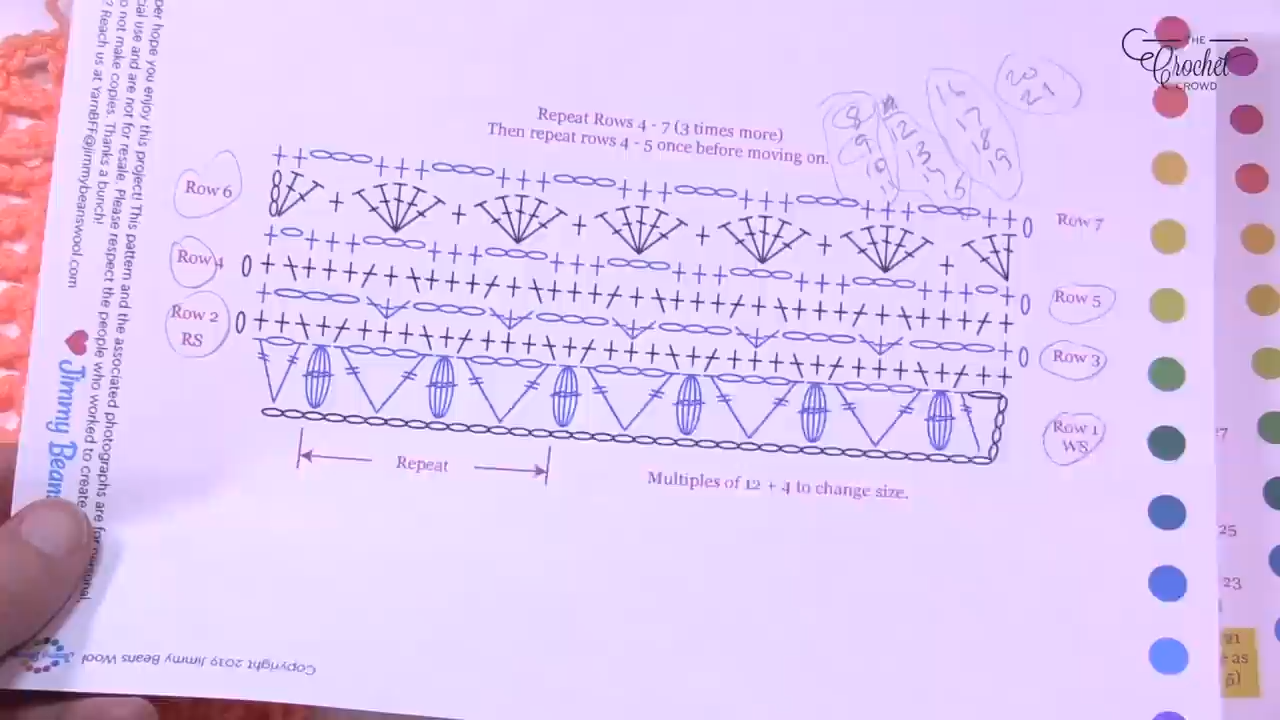 THE
Crochet
CROWD
20
21
16
17
18
19
8
9
12
13
Repeat Rows 4 - 7 (3 times more)
Then repeat rows 4 - 5 once before moving on.
Row 6
Row 7
Row 4
Row 5
Row 2
RS
Row 3
Row 1
WS
Repeat
Multiples of 12 + 4 to change size.
per hope you enjoy this project! This pattern and the associated photographs are for personal,
cial use and are not for resale. Please respect the people who worked to create
o not make copies. Thanks a bunch!
? Reach us at YarnBFF@jimmybeanswool.com
Jimmy Bean
Copyright 2019 Jimmy Beans Wool
25
23
21
- as